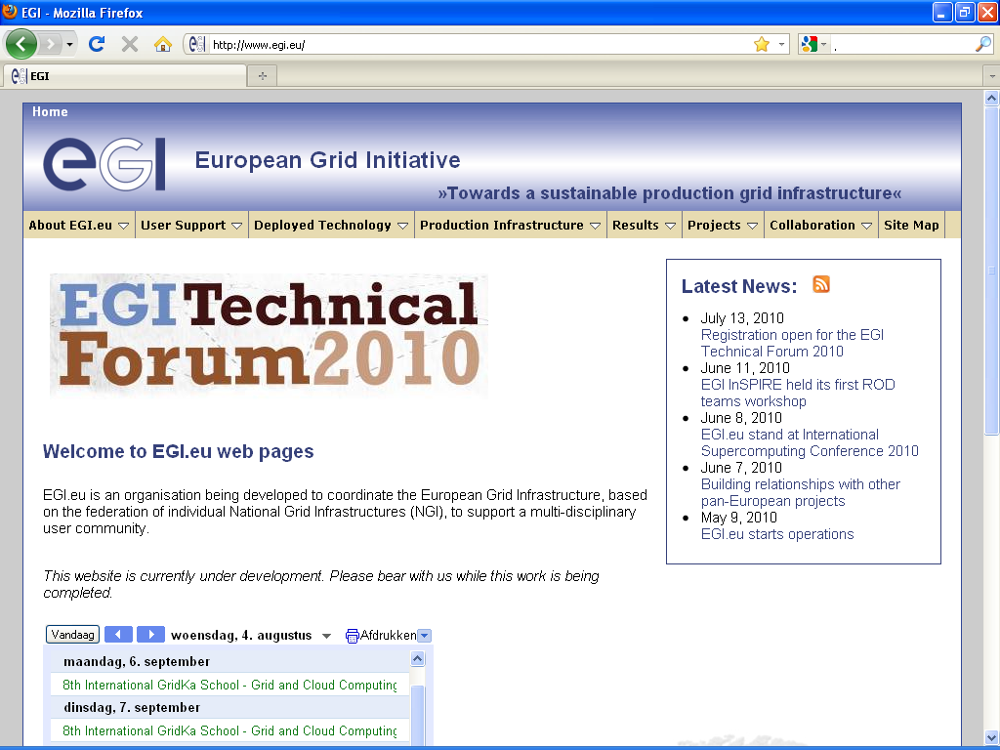 EGI - Mozilla Firefox
http://www.egi.eu/
.
EGI
Home
eGI European Grid Initiative
»Towards a sustainable production grid infrastructure«
About EGI.eu User Support Deployed Technology Production Infrastructure Results Projects Collaboration Site Map
EGI Technical
Forum2010
Latest News:
July 13, 2010
Registration open for the EGI
Technical Forum 2010
June 11, 2010
EGI InSPIRE held its first ROD
teams workshop
June 8, 2010
EGI.eu stand at International
Supercomputing Conference 2010
June 7, 2010
Building relationships with other
pan-European projects
May 9, 2010
EGI.eu starts operations
Welcome to EGI.eu web pages
EGI.eu is an organisation being developed to coordinate the European Grid Infrastructure, based
on the federation of individual National Grid Infrastructures (NGI), to support a multi-disciplinary
user community.
This website is currently under development. Please bear with us while this work is being
completed.
Vandaag woensdag, 4. augustus Afdrukken
maandag, 6. september
8th International GridKa School - Grid and Cloud Computing
dinsdag, 7. september
8th International GridKa School - Grid and Cloud Computing